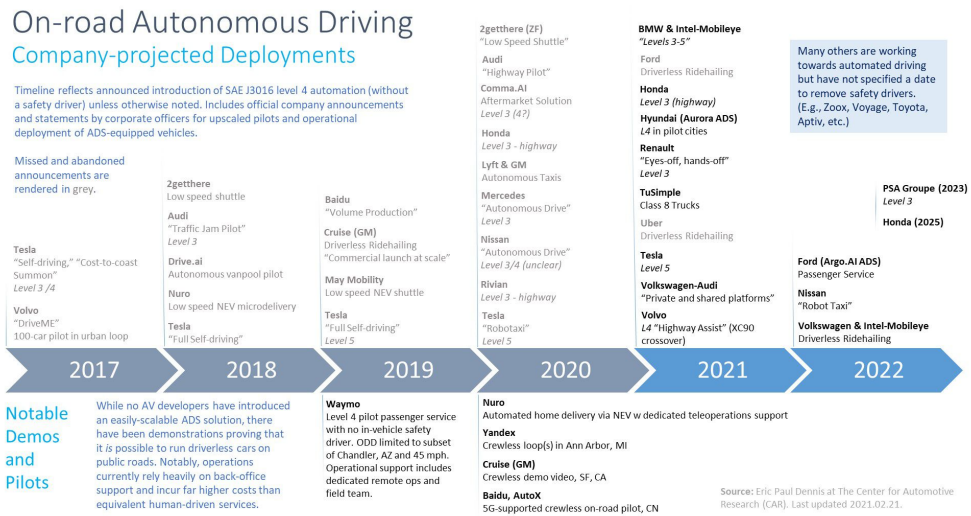 On-road Autonomous Driving
Company-projected Deployments
Timeline reflects announced introduction of SAE J3016 level 4 automation (without
a safety driver) unless otherwise noted. Includes official company announcements
and statements by corporate officers for upscaled pilots and operational
deployment of ADS-equipped vehicles.
Missed and abandoned
announcements are
rendered in grey.
Tesla
"Self-driving," "Cost-to-coast
Summon"
Level 3 /4
Volvo
"DriveME"
100-car pilot in urban loop
2getthere
Low speed shuttle
Audi
"Traffic Jam Pilot"
Level 3
Drive.ai
Autonomous vanpool pilot
Nuro
Low speed NEV microdelivery
Tesla
"Full Self-driving"
Baidu
"Volume Production"
Cruise (GM)
Driverless Ridehailing
"Commercial launch at scale"
May Mobility
Low speed NEV shuttle
Tesla
"Full Self-driving"
Level 5
2getthere (ZF)
"Low Speed Shuttle"
Audi
"Highway Pilot"
Comma.AI
Aftermarket Solution
Level 3 (4?)
Honda
Level 3 - highway
Lyft & GM
Autonomous Taxis
Mercedes
"Autonomous Drive"
Level 3
Nissan
"Autonomous Drive"
Level 3/4 (unclear)
Rivian
Level 3 - highway
Tesla
"Robotaxi"
Level 5
BMW & Intel-Mobileye
"Levels 3-5"
Ford
Driverless Ridehailing
Honda
Level 3 (highway)
Hyundai (Aurora ADS)
L4 in pilot cities
Renault
"Eyes-off, hands-off"
Level 3
TuSimple
Class 8 Trucks
Uber
Driverless Ridehailing
Tesla
Level 5
Volkswagen-Audi
"Private and shared platforms"
Volvo
L4 "Highway Assist" (XC90
crossover)
Many others are working
towards automated driving
but have not specified a date
to remove safety drivers.
(E.g., Zoox, Voyage, Toyota,
Aptiv, etc.)
PSA Groupe (2023)
Level 3
Honda (2025)
Ford (Argo.AI ADS)
Passenger Service
Nissan
"Robot Taxi"
Volkswagen & Intel-Mobileye
Driverless Ridehailing
2017
2018
2019
2020
2021
2022
Notable
Demos
and
Pilots
While no AV developers have introduced
an easily-scalable ADS solution, there
have been demonstrations proving that
it is possible to run driverless cars on
public roads. Notably, operations
currently rely heavily on back-office
support and incur far higher costs than
equivalent human-driven services.
Waymo
Level 4 pilot passenger service
with no in-vehicle safety
driver. ODD limited to subset
of Chandler, AZ and 45 mph.
Operational support includes
dedicated remote ops and
field team.
Nuro
Automated home delivery via NEV w dedicated teleoperations support
Yandex
Crewless loop(s) in Ann Arbor, MI
Cruise (GM)
Crewless demo video, SF, CA
Baidu, AutoX
5G-supported crewless on-road pilot, CN
Source: Eric Paul Dennis at The Center for Automotive
Research (CAR). Last updated 2021.02.21.